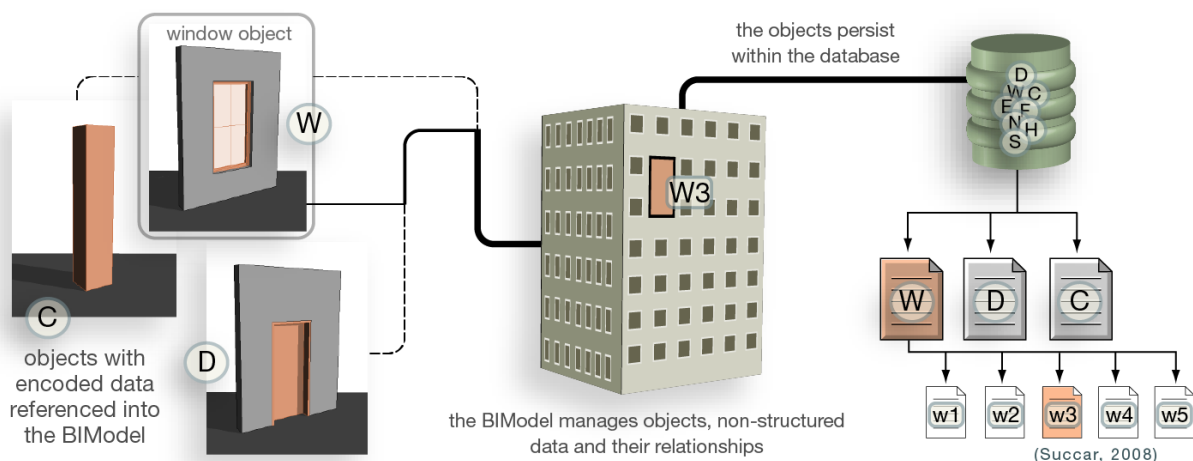 window object
W
C
objects with
encoded data
referenced into
the BIModel
D
W3
the BIModel manages objects, non-structured
data and their relationships
the objects persist
within the database
D
W C
E F
N H
S
W D C
w1 w2 w3 w4 w5
(Succar, 2008)